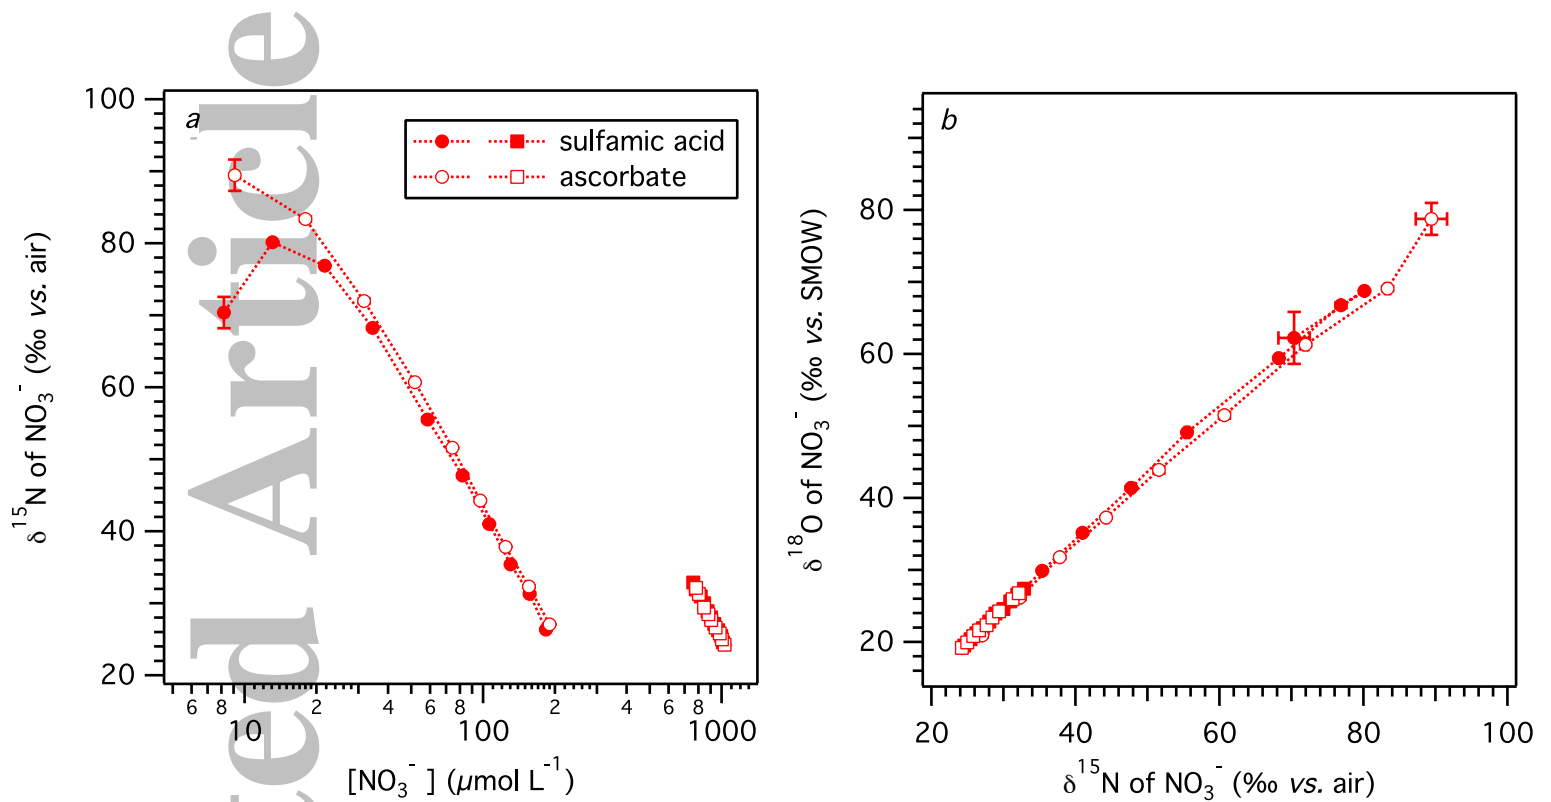 ed Article
a
sulfamic acid
ascorbate
100
80
60
40
20
δ¹⁵N of NO₃⁻ (‰ vs. air)
6 8 10 2 4 6 8 100 2 4 6 8 1000
[NO₃⁻] (µmol L⁻¹)
b
80
60
40
20
δ¹⁸O of NO₃⁻ (‰ vs. SMOW)
20 40 60 80 100
δ¹⁵N of NO₃⁻ (‰ vs. air)